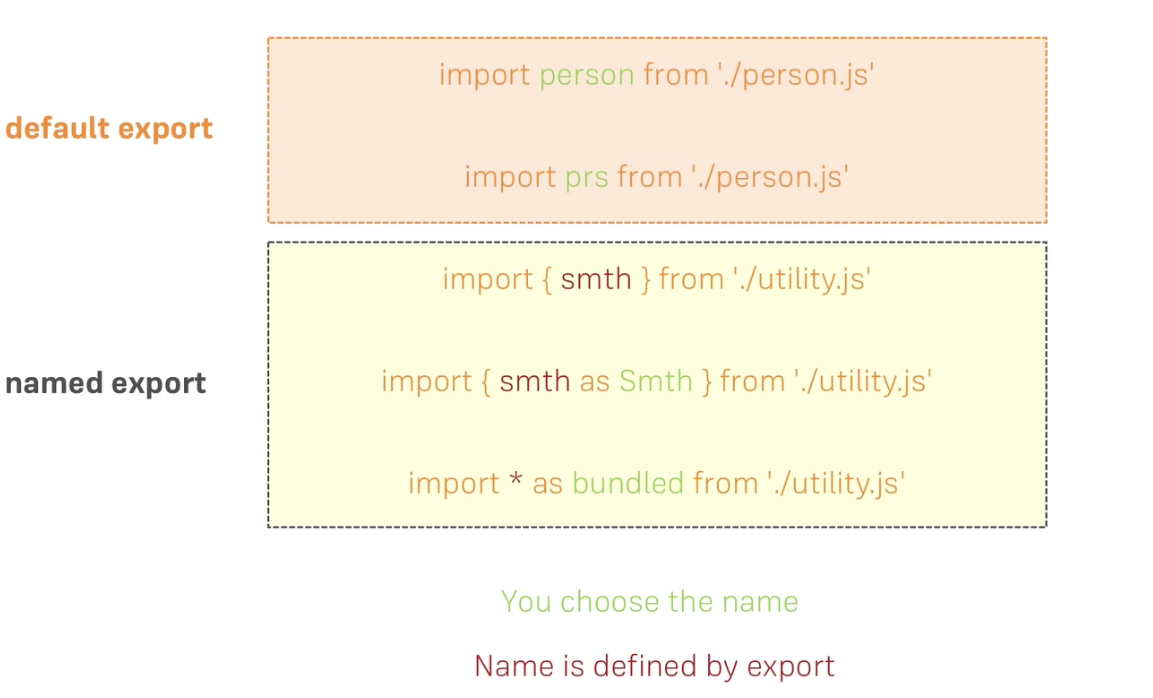 import person from './person.js'
default export
import prs from './person.js'
import { smth } from './utility.js'
import { smth as Smth } from './utility.js'
named export
import * as bundled from './utility.js'
You choose the name
Name is defined by export